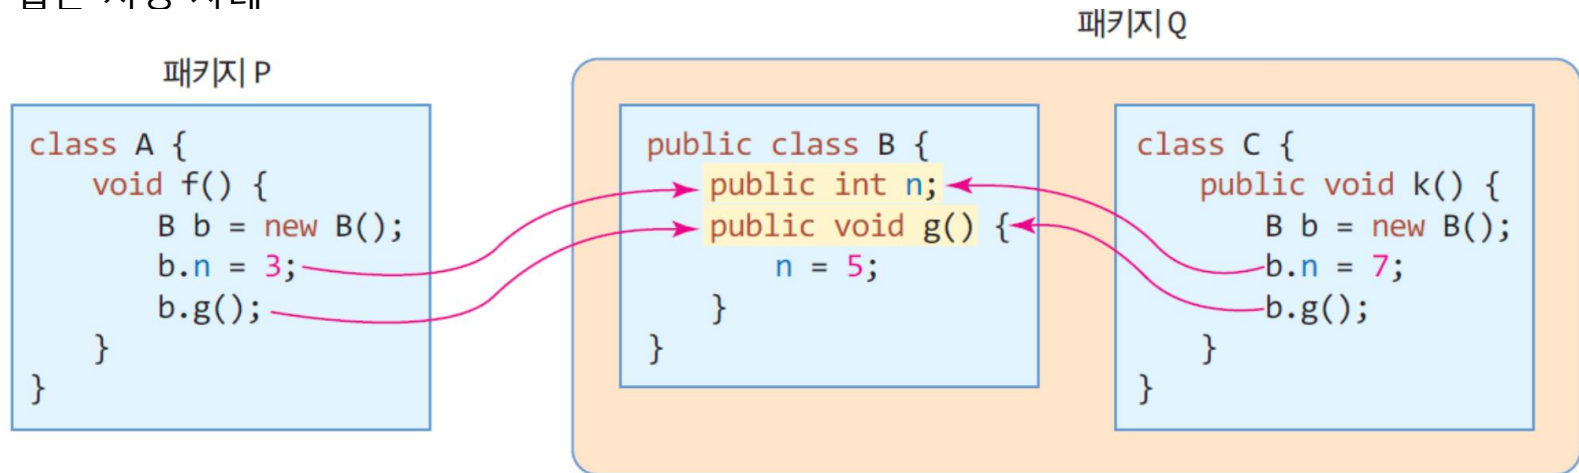 패키지 P
class A {
void f() {
B b = new B();
b.n = 3;
b.g();
}
}
패키지 Q
public class B {
public int n;
public void g() {
n = 5;
}
}
class C {
public void k() {
B b = new B();
b.n = 7;
b.g();
}
}